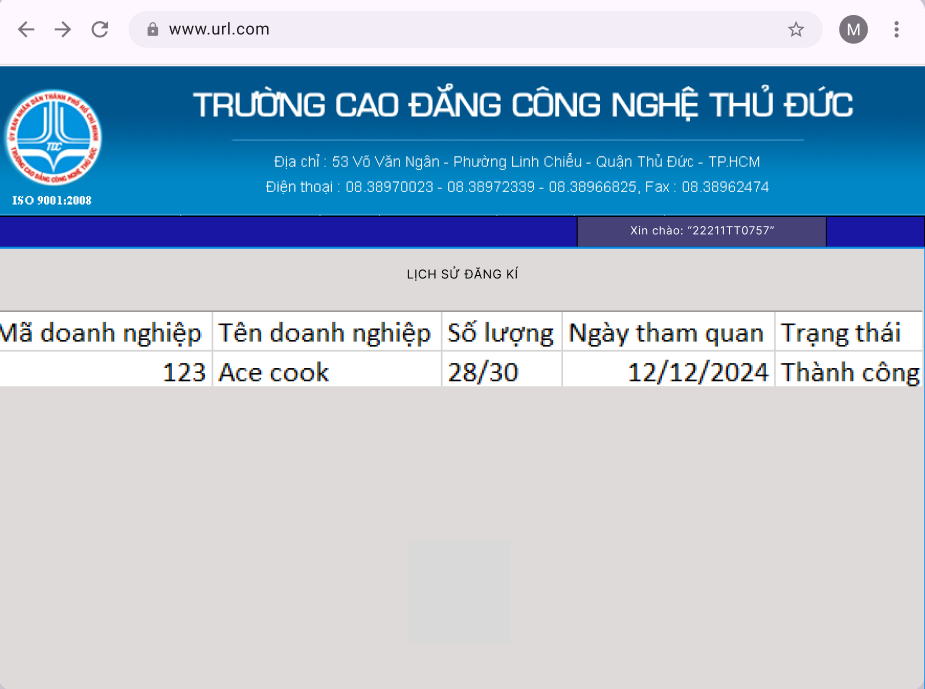 www.url.com
M
TRƯỜNG CAO ĐẲNG CÔNG NGHỆ THỦ ĐỨC
Địa chỉ : 53 Võ Văn Ngân - Phường Linh Chiểu - Quận Thủ Đức - TP.HCM
Điện thoại : 08.38970023 - 08.38972339 - 08.38966825, Fax : 08.38962474
ỦY BAN NHÂN DÂN THÀNH PHỐ HỒ CHÍ MINH
TDC
TRƯỜNG CAO ĐẲNG CÔNG NGHỆ THỦ ĐỨC
ISO 9001:2008
Xin chào: “22211TT0757”
LỊCH SỬ ĐĂNG KÍ
Mã doanh nghiệp Tên doanh nghiệp Số lượng Ngày tham quan Trạng thái
123 Ace cook 28/30 12/12/2024 Thành công